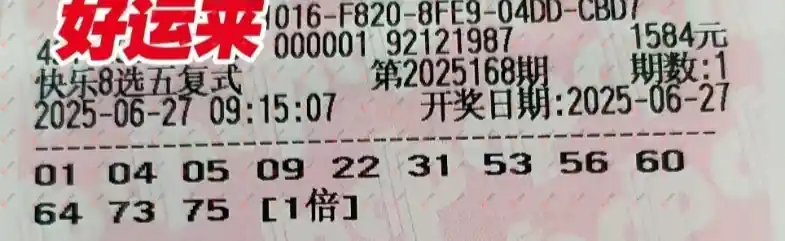 好运来
016-F820-8FE9-04DD-CBD7
000001 92121987 1584元
快乐8选五复式 第2025168期 期数:1
2025-06-27 09:15:07 开奖日期:2025-06-27
01 04 05 09 22 31 53 56 60
64 73 75 [1倍]